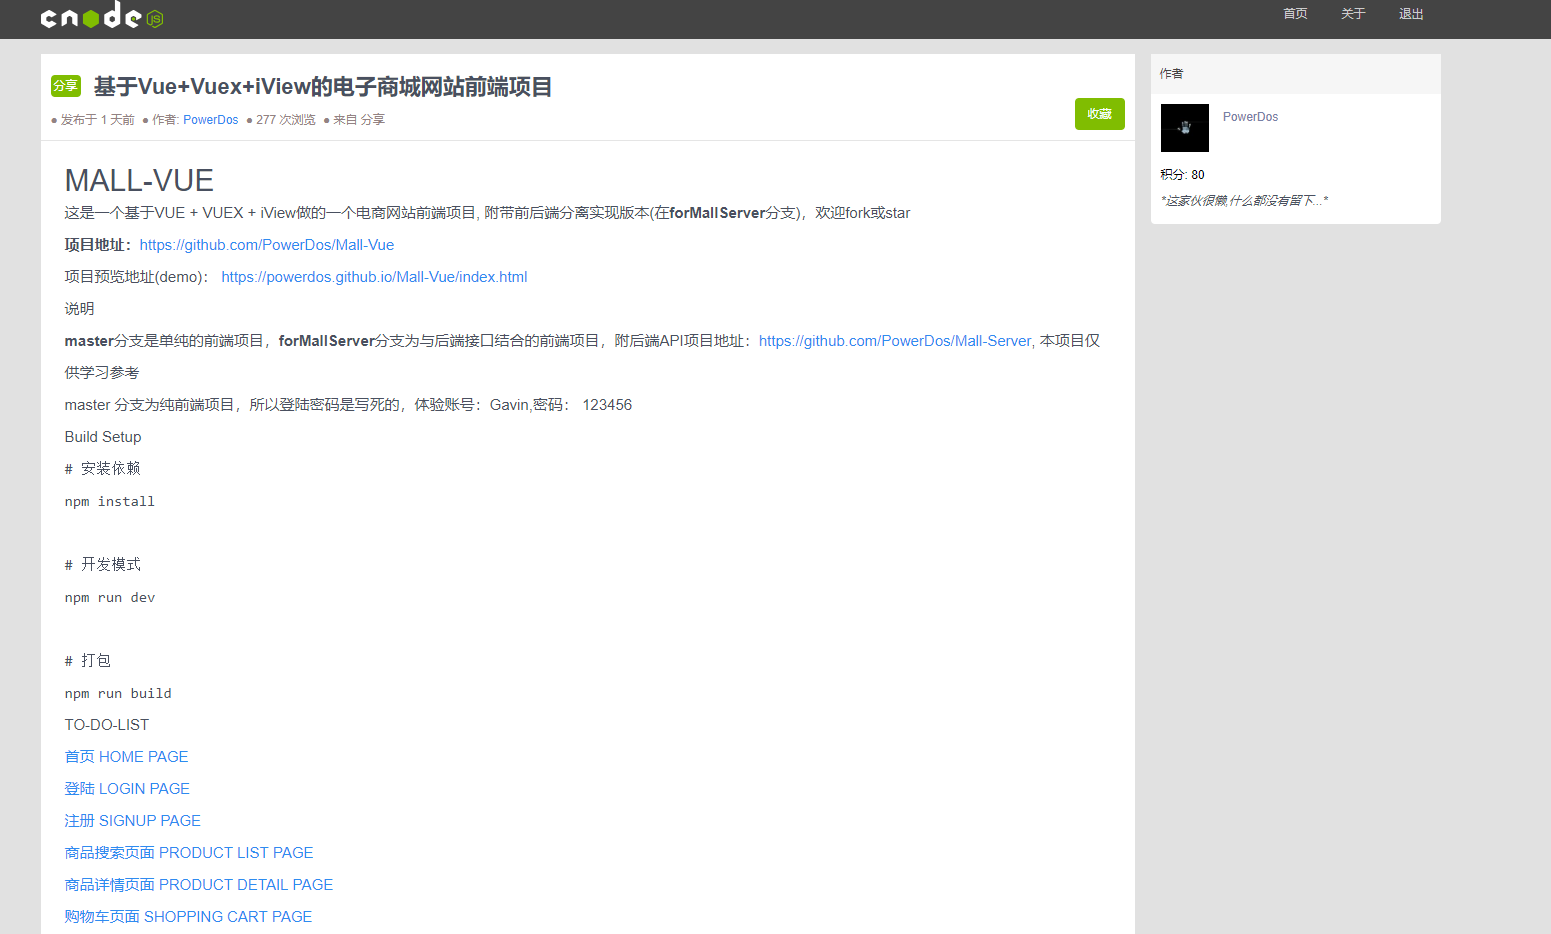 cnode JS
首页 关于 退出
分享 基于Vue+Vuex+iView的电子商城网站前端项目
● 发布于 1 天前 ● 作者: PowerDos ● 277 次浏览 ● 来自 分享
收藏
MALL-VUE
这是一个基于VUE + VUEX + iView做的一个电商网站前端项目, 附带前后端分离实现版本(在forMallServer分支)，欢迎fork或star
项目地址：https://github.com/PowerDos/Mall-Vue
项目预览地址(demo)： https://powerdos.github.io/Mall-Vue/index.html
说明
master分支是单纯的前端项目，forMallServer分支为与后端接口结合的前端项目，附后端API项目地址：https://github.com/PowerDos/Mall-Server, 本项目仅
供学习参考
master 分支为纯前端项目，所以登陆密码是写死的，体验账号：Gavin,密码： 123456
Build Setup
# 安装依赖
npm install
# 开发模式
npm run dev
# 打包
npm run build
TO-DO-LIST
首页 HOME PAGE
登陆 LOGIN PAGE
注册 SIGNUP PAGE
商品搜索页面 PRODUCT LIST PAGE
商品详情页面 PRODUCT DETAIL PAGE
购物车页面 SHOPPING CART PAGE
作者
PowerDos
积分: 80
"这家伙很懒,什么都没有留下..."